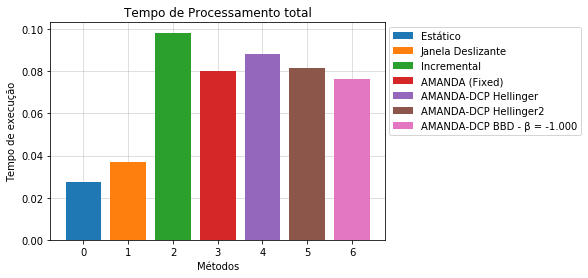 Tempo de Processamento total
Tempo de execução
0.10
0.08
0.06
0.04
0.02
0.00
0 1 2 3 4 5 6
Métodos
Estático
Janela Deslizante
Incremental
AMANDA (Fixed)
AMANDA-DCP Hellinger
AMANDA-DCP Hellinger2
AMANDA-DCP BBD - β = -1.000